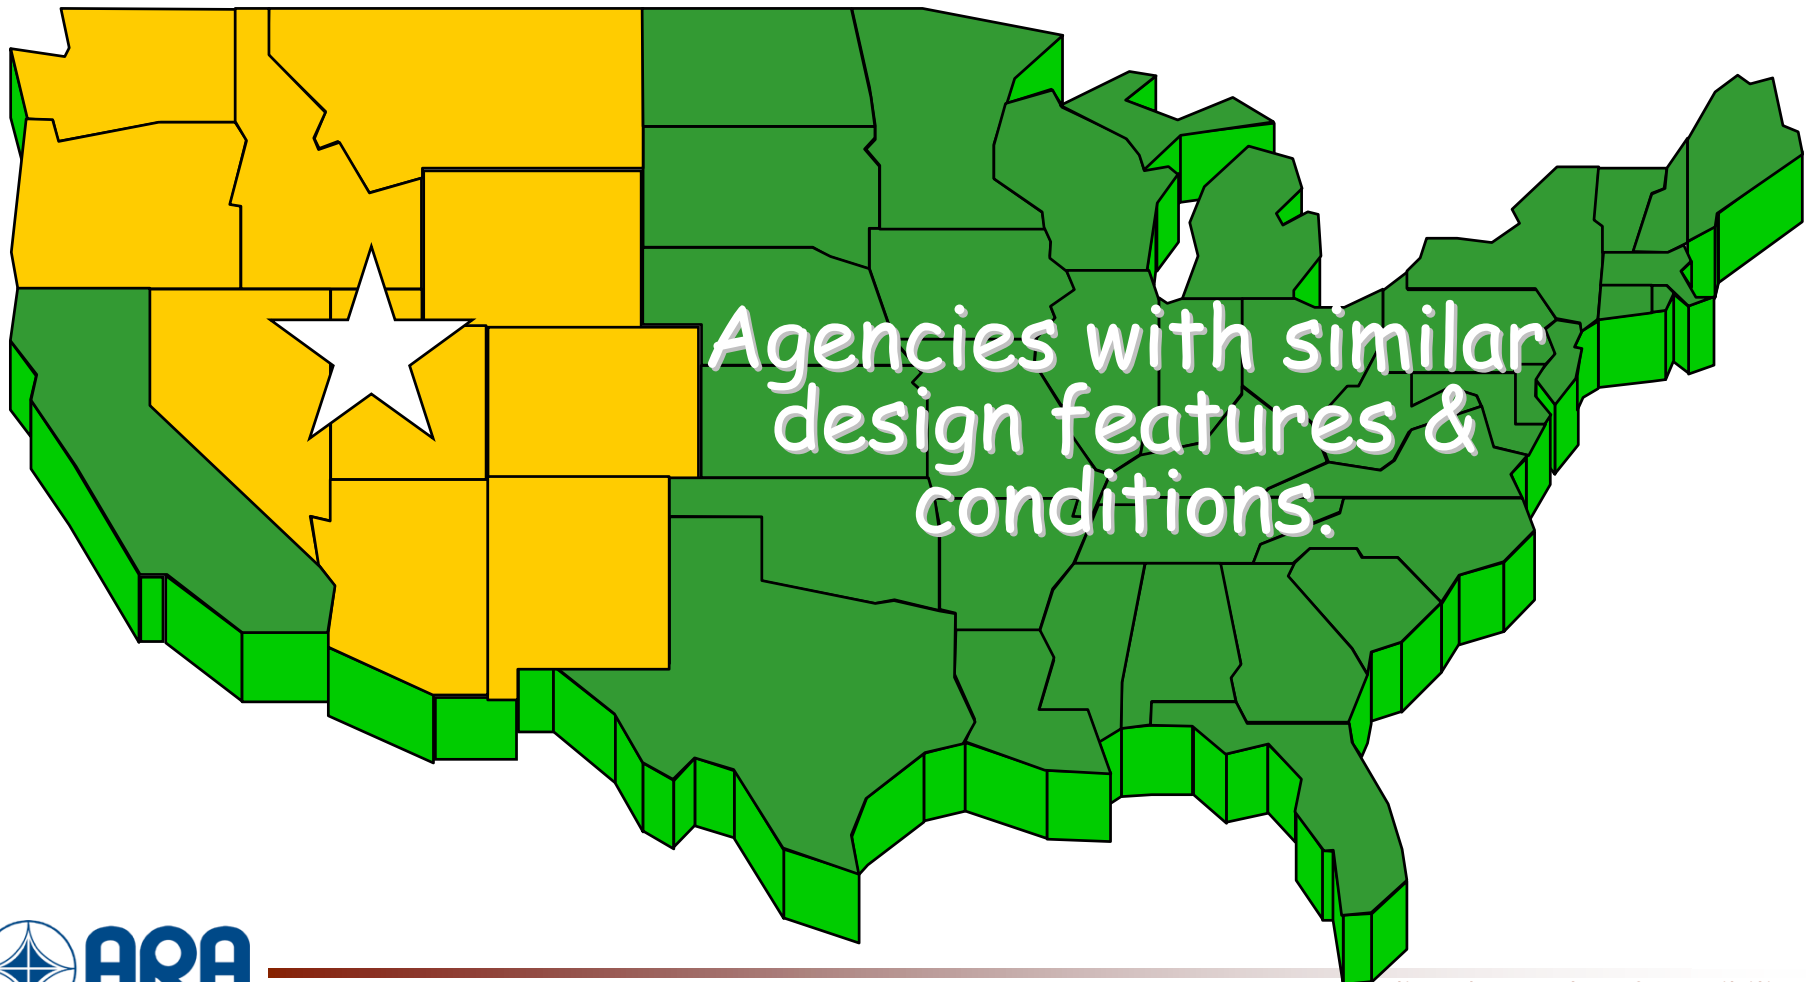 Agencies with similar
design features &
conditions.
ARA